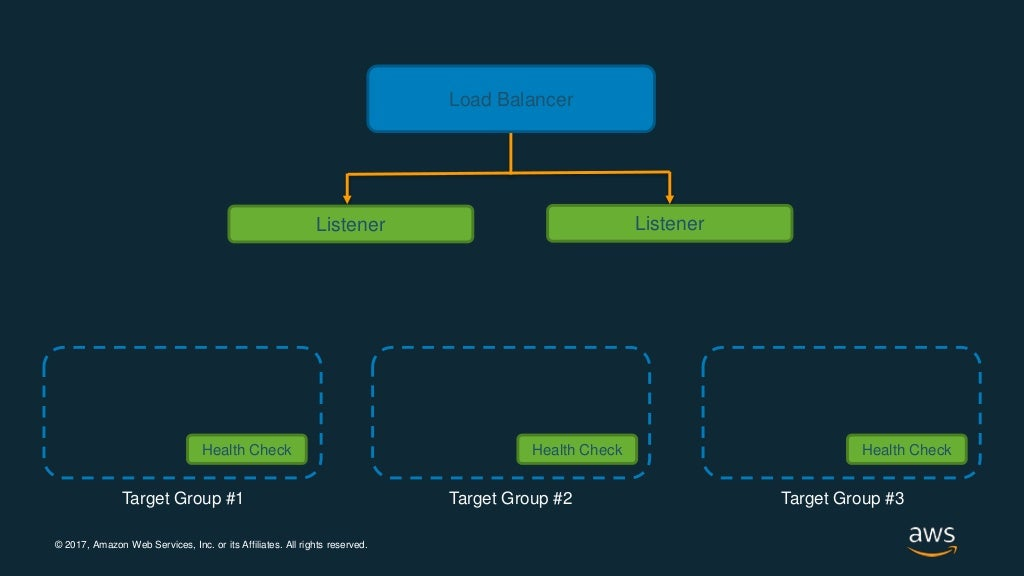 Load Balancer
Listener
Listener
Health Check
Health Check
Health Check
Target Group #1
Target Group #2
Target Group #3
© 2017, Amazon Web Services, Inc. or its Affiliates. All rights reserved.
aws